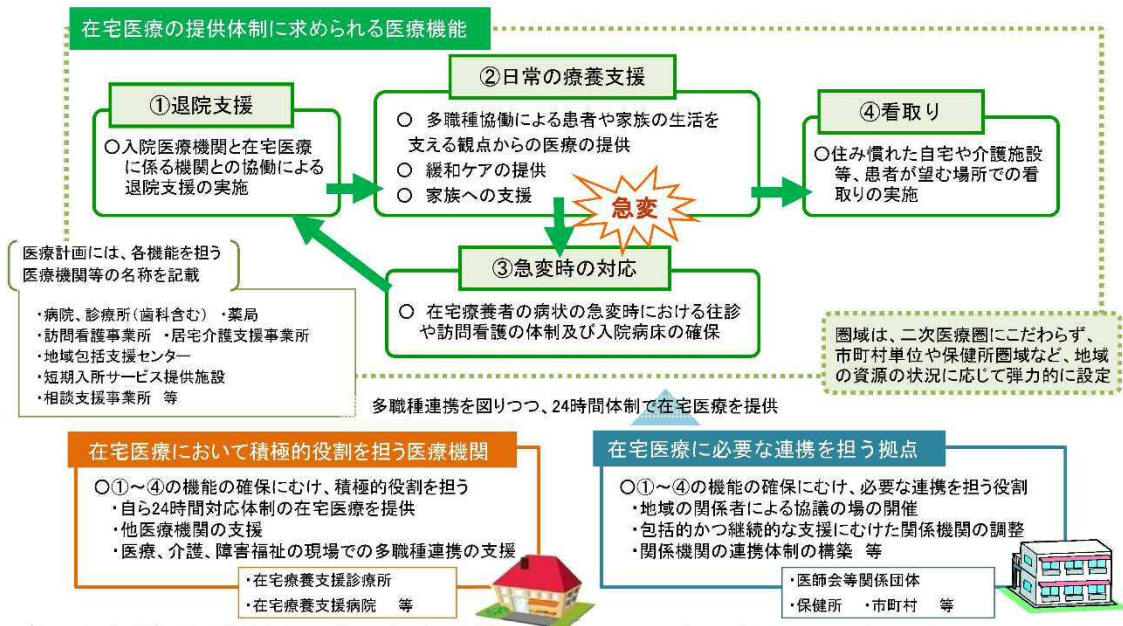 在宅医療の提供体制に求められる医療機能
①退院支援
○入院医療機関と在宅医療
に係る機関との協働による
退院支援の実施
②日常の療養支援
○ 多職種協働による患者や家族の生活を
支える観点からの医療の提供
○ 緩和ケアの提供
○ 家族への支援
急変
④看取り
○住み慣れた自宅や介護施設
等、患者が望む場所での看
取りの実施
③急変時の対応
○ 在宅療養者の病状の急変時における往診
や訪問看護の体制及び入院病床の確保
医療計画には、各機能を担う
医療機関等の名称を記載
・病院、診療所(歯科含む) ・薬局
・訪問看護事業所 ・居宅介護支援事業所
・地域包括支援センター
・短期入所サービス提供施設
・相談支援事業所 等
圏域は、二次医療圏にこだわらず、
市町村単位や保健所圏域など、地域
の資源の状況に応じて弾力的に設定
多職種連携を図りつつ、24時間体制で在宅医療を提供
在宅医療において積極的役割を担う医療機関
○①~④の機能の確保にむけ、積極的役割を担う
・自ら24時間対応体制の在宅医療を提供
・他医療機関の支援
・医療、介護、障害福祉の現場での多職種連携の支援
・在宅療養支援診療所
・在宅療養支援病院 等
在宅医療に必要な連携を担う拠点
○①~④の機能の確保にむけ、必要な連携を担う役割
・地域の関係者による協議の場の開催
・包括的かつ継続的な支援にむけた関係機関の調整
・関係機関の連携体制の構築 等
・医師会等関係団体
・保健所 ・市町村 等